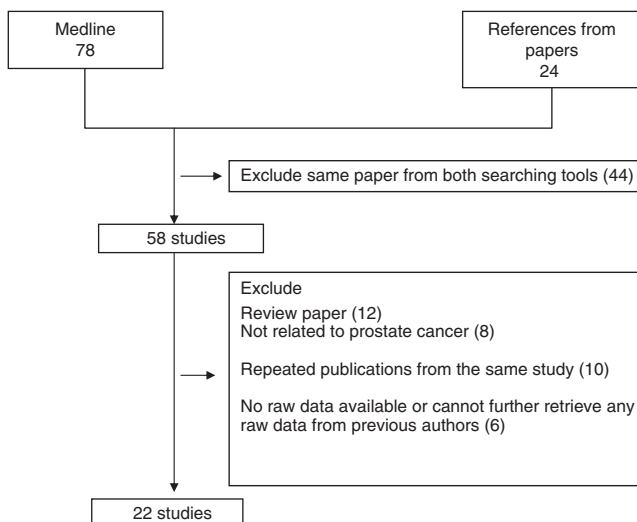 Medline
78
References from
papers
24
Exclude same paper from both searching tools (44)
58 studies
Exclude
Review paper (12)
Not related to prostate cancer (8)
Repeated publications from the same study (10)
No raw data available or cannot further retrieve any
raw data from previous authors (6)
22 studies